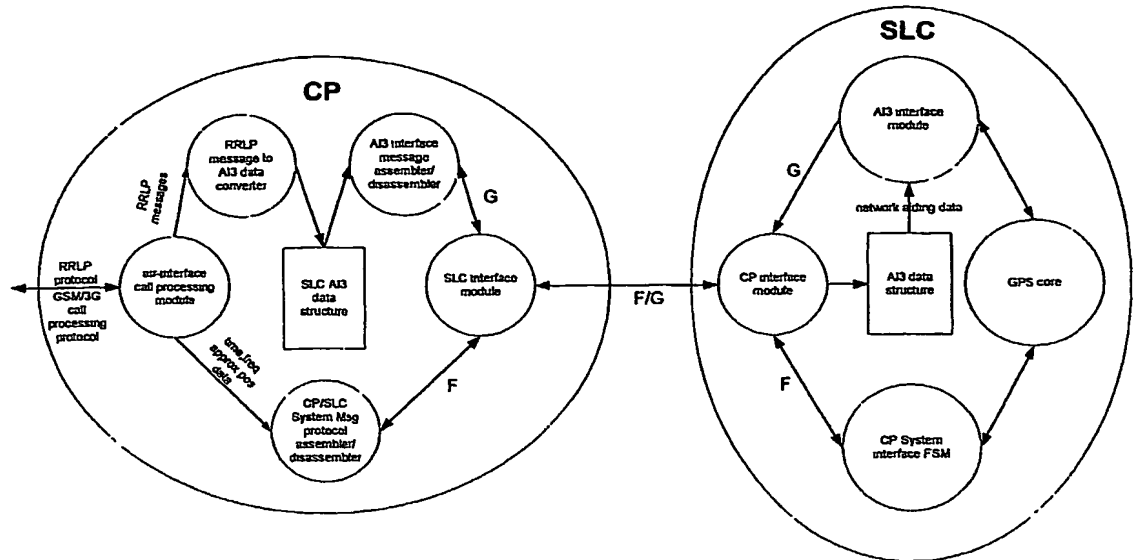 SLC
CP
RRLP
message to
AI3 data
converter
AI3 Interface
message
assembler/
disassembler
AI3 interface
module
RRLP
messages
G
G
network aiding data
RRLP
protocol
GSM/3G
call
processing
protocol
air-interface
call processing
module
SLC AI3
data
structure
SLC Interface
module
F/G
CP interface
module
AI3 data
structure
GPS core
time,freq
approx pos
data
F
F
CP/SLC
System Msg
protocol
assembler/
disassembler
CP System
interface FSM